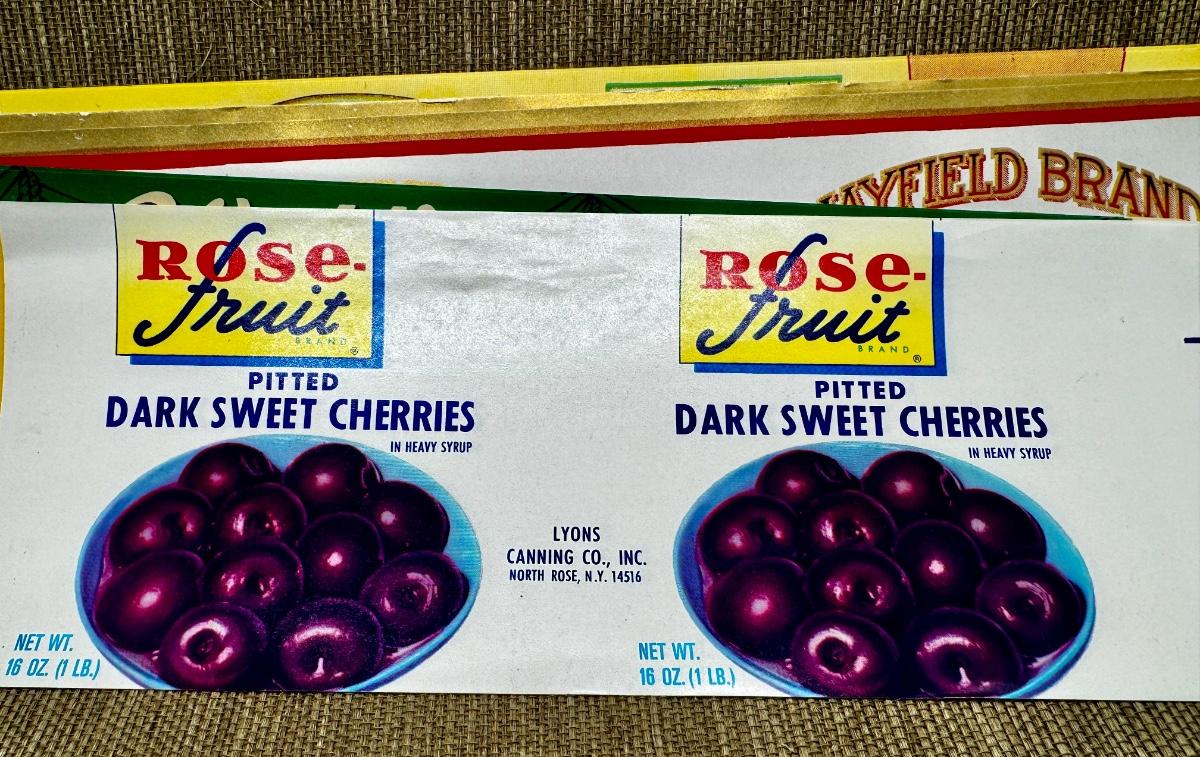 BRAND
ROSE-
fruit
BRAND
®
PITTED
DARK SWEET CHERRIES
IN HEAVY SYRUP
NET WT.
16 OZ. (1 LB.)
LYONS
CANNING CO., INC.
NORTH ROSE, N.Y. 14516
ROSE-
fruit
BRAND
®
PITTED
DARK SWEET CHERRIES
IN HEAVY SYRUP
NET WT.
16 OZ. (1 LB.)